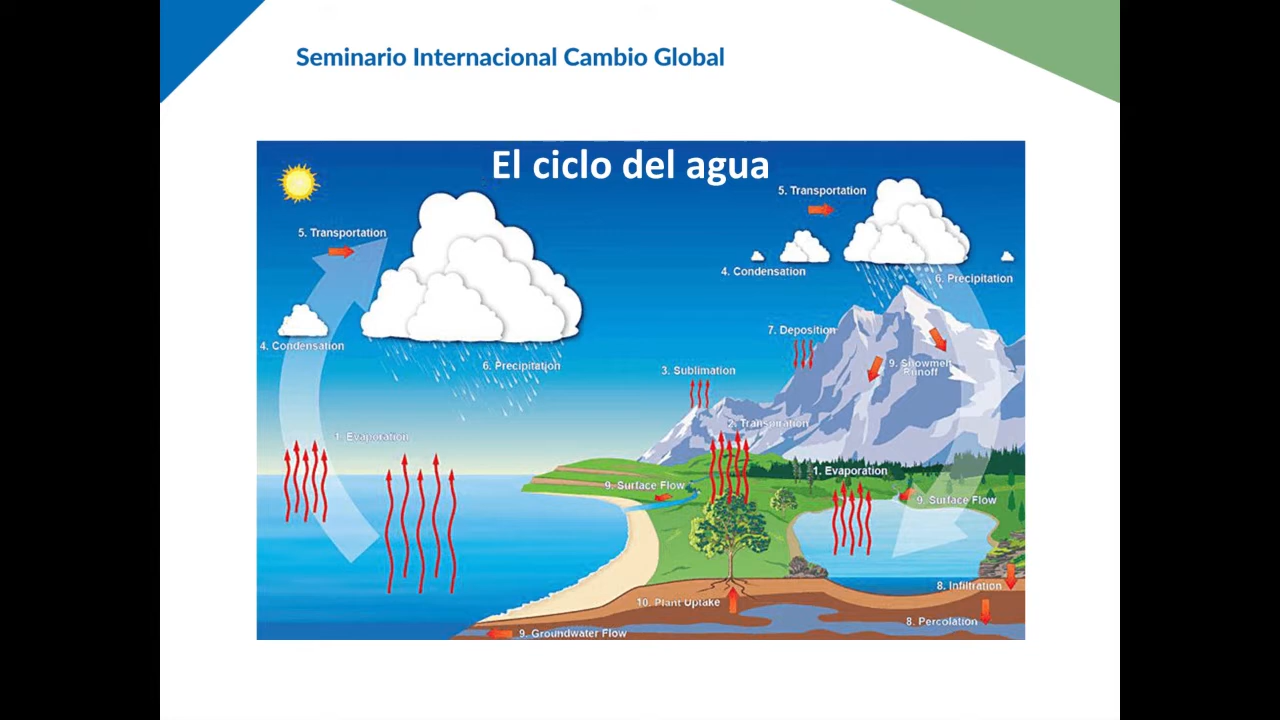 Seminario Internacional Cambio Global
El ciclo del agua
5. Transportation
5. Transportation
4. Condensation
6. Precipitation
7. Deposition
4. Condensation
6. Precipitation
3. Sublimation
9. Snowmelt
Runoff
2. Transpiration
1. Evaporation
1. Evaporation
9. Surface Flow
9. Surface Flow
8. Infiltration
10. Plant Uptake
8. Percolation
9. Groundwater Flow